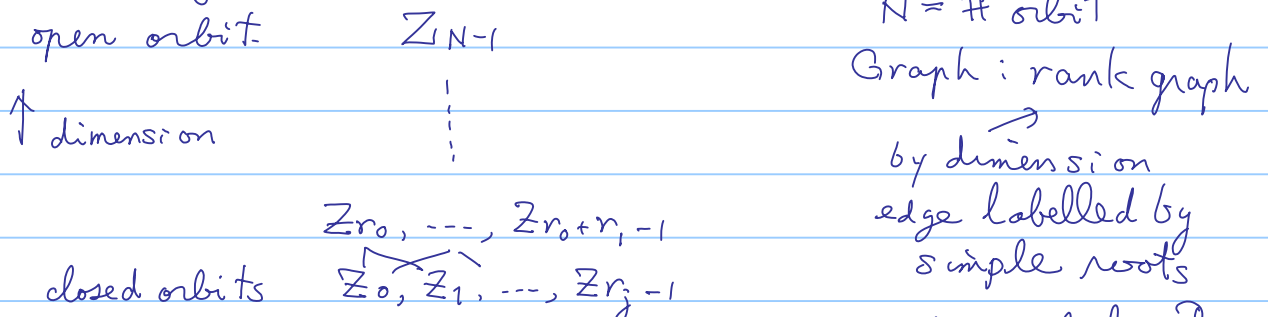 open orbit. Z_{N-1}
↑ dimension
Z_{r_0}, ---, Z_{r_0+r_1-1}
closed orbits Z_0, Z_1, ---, Z_{r_j-1}
N = # orbit
Graph : rank graph
by dimension
edge labelled by
simple roots